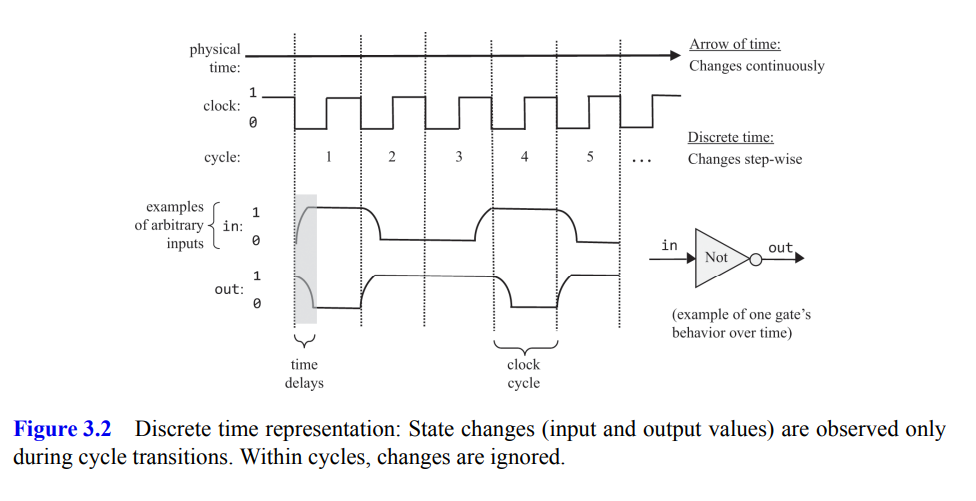 physical
time:
Arrow of time:
Changes continuously
1
clock:
0
Discrete time:
Changes step-wise
cycle:
1 2 3 4 5 ...
examples
of arbitrary
inputs
in:
1
0
in
Not
out
1
out:
0
(example of one gate's
behavior over time)
time
delays
clock
cycle
Figure 3.2 Discrete time representation: State changes (input and output values) are observed only
during cycle transitions. Within cycles, changes are ignored.